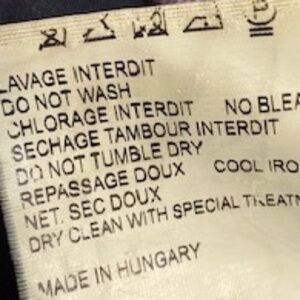 LAVAGE INTERDIT
DO NOT WASH
CHLORAGE INTERDIT NO BLEA
SECHAGE TAMBOUR INTERDIT
DO NOT TUMBLE DRY
REPASSAGE DOUX COOL IRO
NET. SEC DOUX
DRY CLEAN WITH SPECIAL TREATM
MADE IN HUNGARY